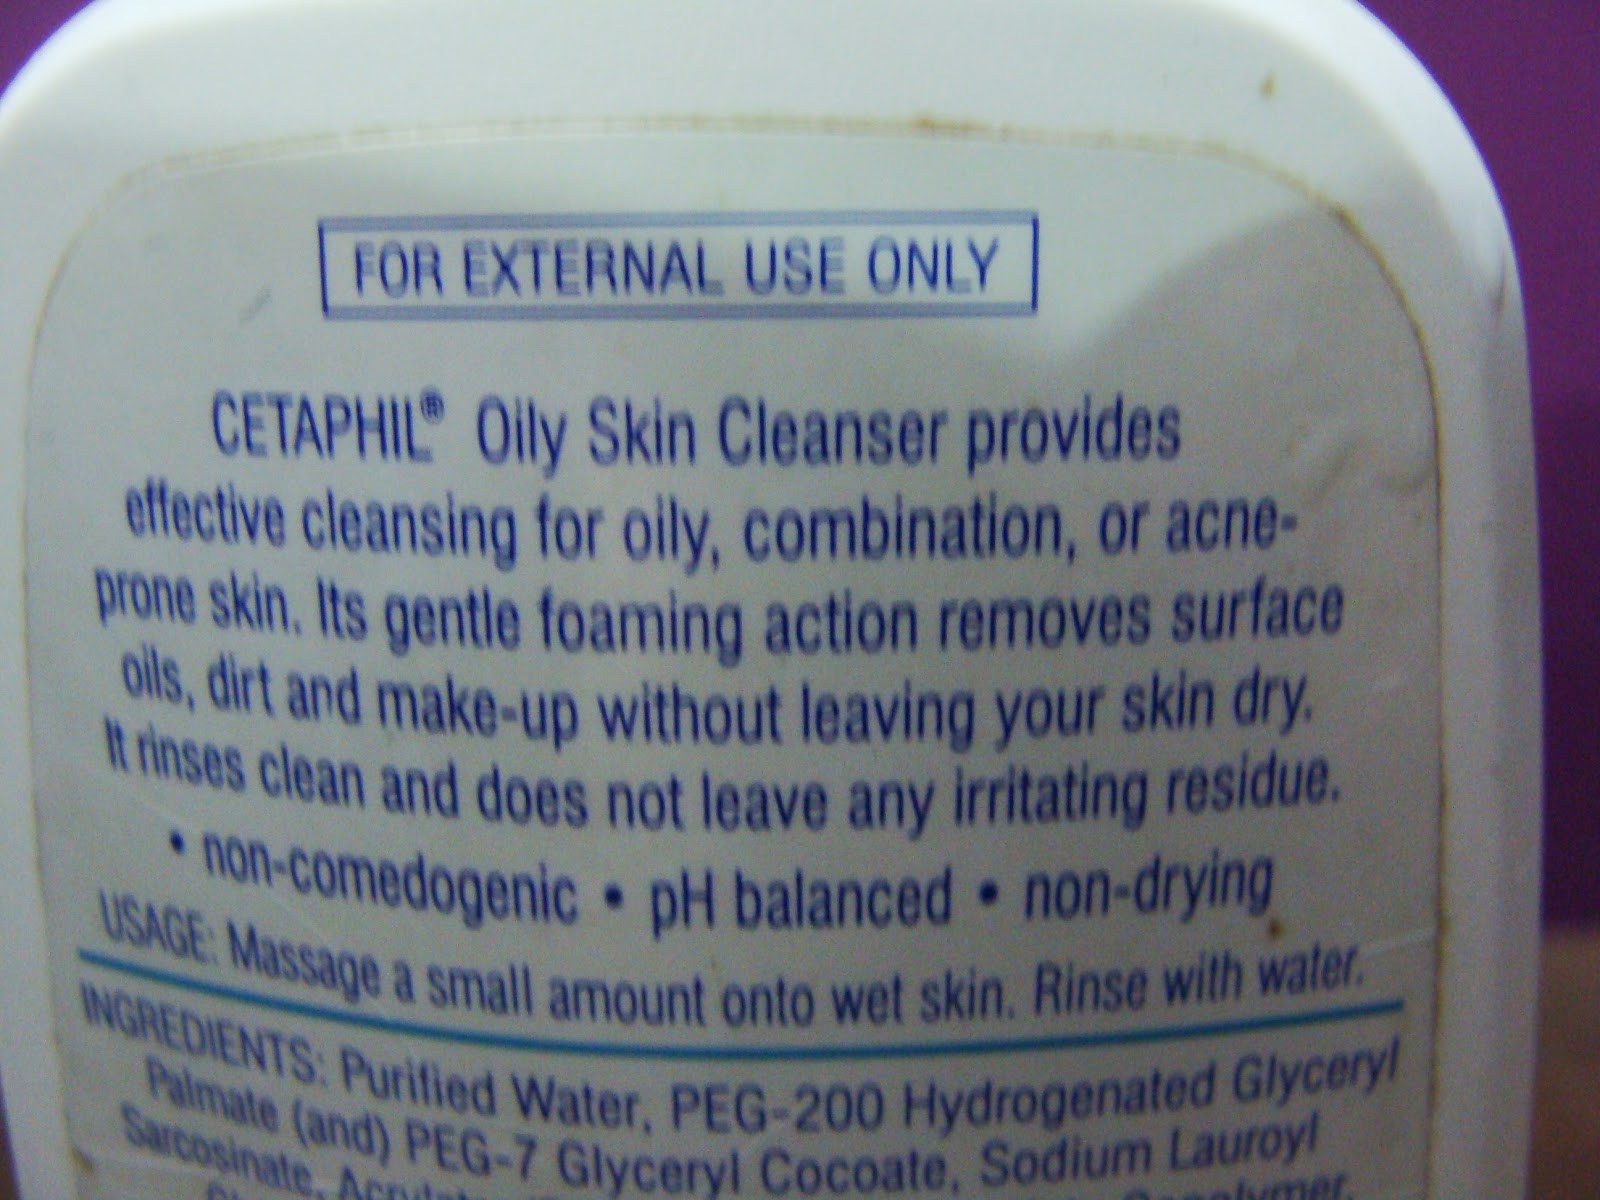 FOR EXTERNAL USE ONLY
CETAPHIL® Oily Skin Cleanser provides
effective cleansing for oily, combination, or acne-
prone skin. Its gentle foaming action removes surface
oils, dirt and make-up without leaving your skin dry.
It rinses clean and does not leave any irritating residue.
• non-comedogenic • pH balanced • non-drying
USAGE: Massage a small amount onto wet skin. Rinse with water.
INGREDIENTS: Purified Water, PEG-200 Hydrogenated Glyceryl
Palmate (and) PEG-7 Glyceryl Cocoate, Sodium Lauroyl
Sarcosinate,